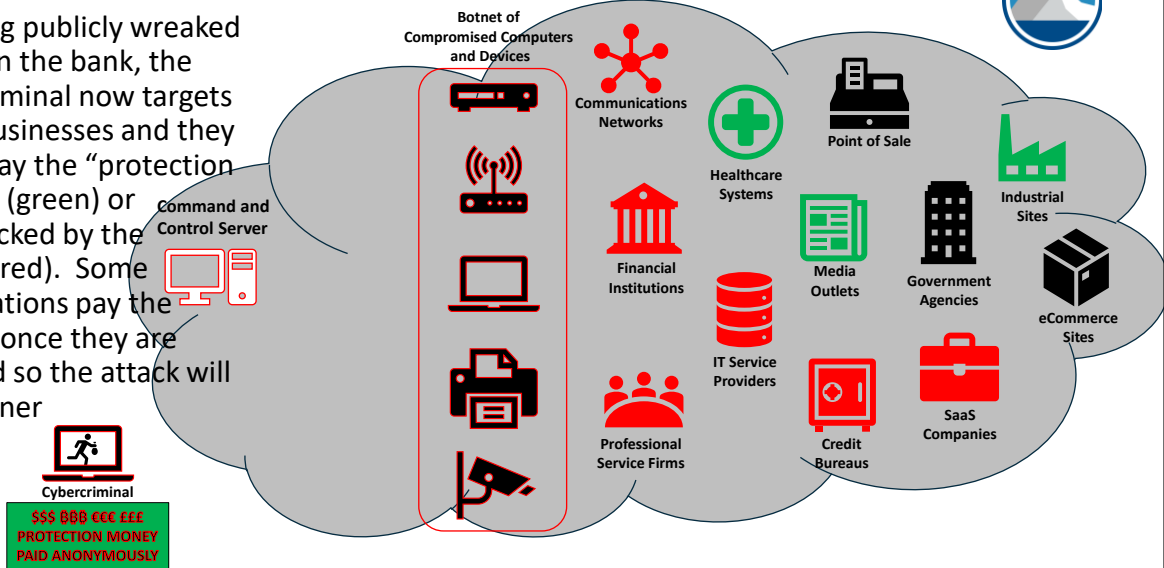 g publicly wreaked
n the bank, the
iminal now targets
usinesses and they
ay the “protection
(green) or
cked by the
red). Some
ations pay the
once they are
d so the attack will
ner
Command and
Control Server
Cybercriminal
$$$ ₿₿₿ €€€ £££
PROTECTION MONEY
PAID ANONYMOUSLY
Botnet of
Compromised Computers
and Devices
Communications
Networks
Healthcare
Systems
Point of Sale
Industrial
Sites
Financial
Institutions
Media
Outlets
Government
Agencies
eCommerce
Sites
IT Service
Providers
Professional
Service Firms
Credit
Bureaus
SaaS
Companies